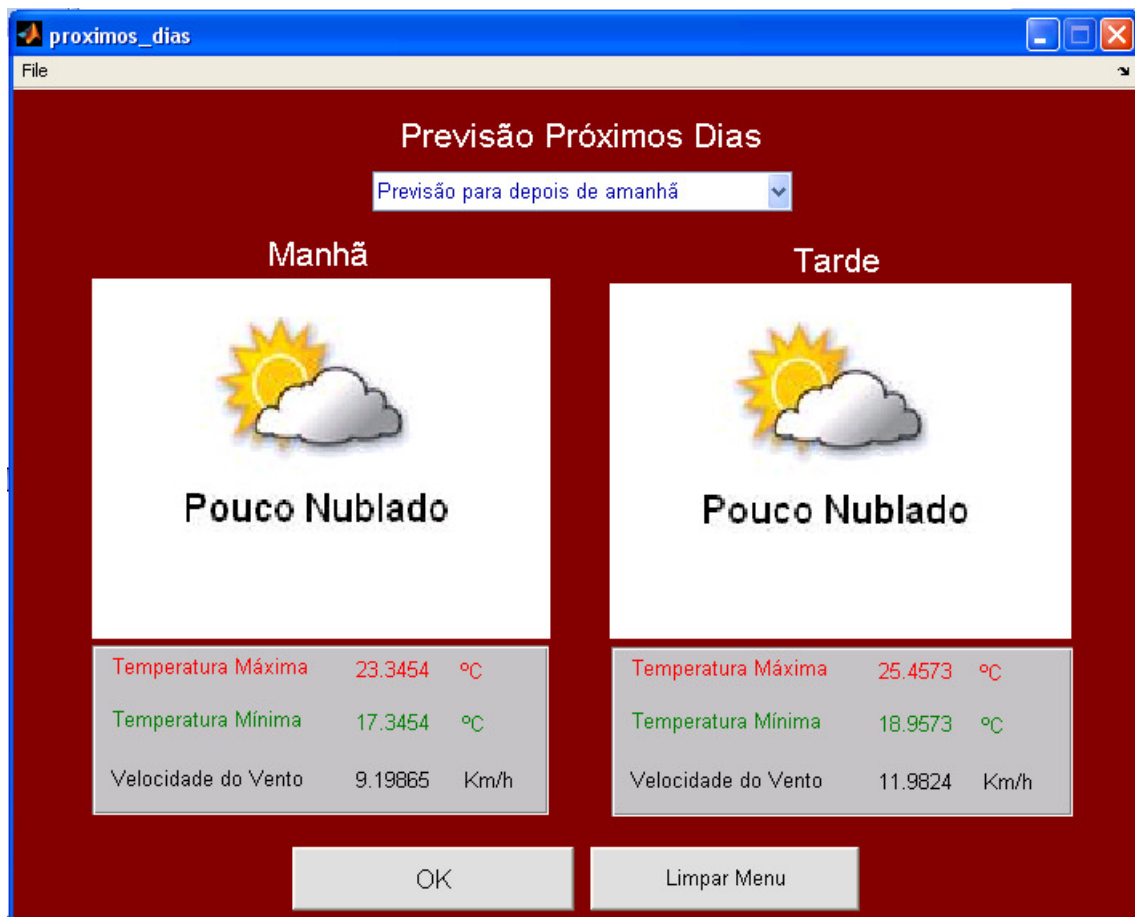 proximos_dias
File
Previsão Próximos Dias
Previsão para depois de amanhã
Manhã
Pouco Nublado
Temperatura Máxima 23.3454 ºC
Temperatura Mínima 17.3454 ºC
Velocidade do Vento 9.19865 Km/h
Tarde
Pouco Nublado
Temperatura Máxima 25.4573 ºC
Temperatura Mínima 18.9573 ºC
Velocidade do Vento 11.9824 Km/h
OK
Limpar Menu